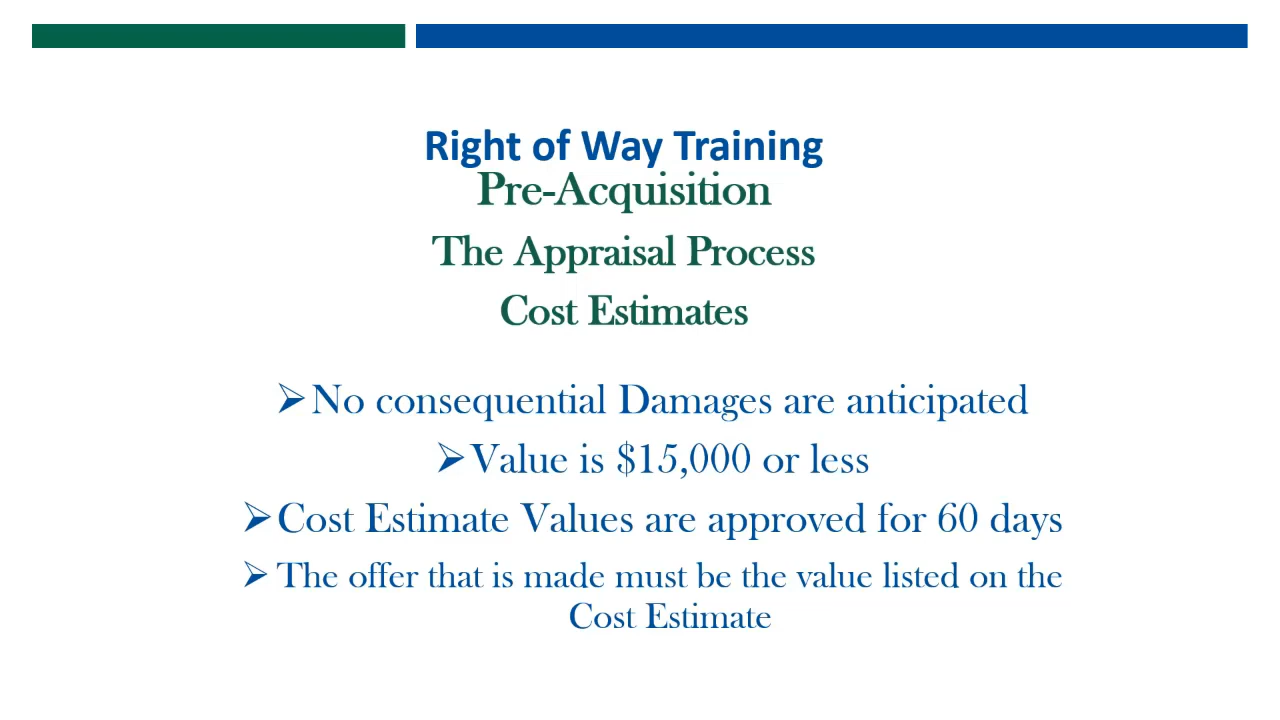 Right of Way Training
Pre-Acquisition
The Appraisal Process
Cost Estimates
➢No consequential Damages are anticipated
➢Value is $15,000 or less
➢Cost Estimate Values are approved for 60 days
➢ The offer that is made must be the value listed on the
Cost Estimate